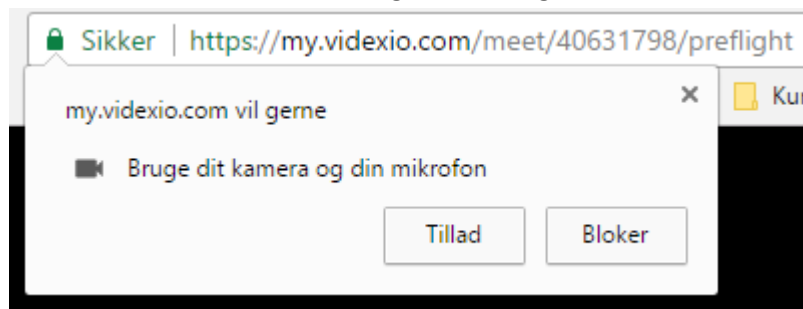 Sikker | https://my.videxio.com/meet/40631798/preflight
my.videxio.com vil gerne
Bruge dit kamera og din mikrofon
Tillad Bloker